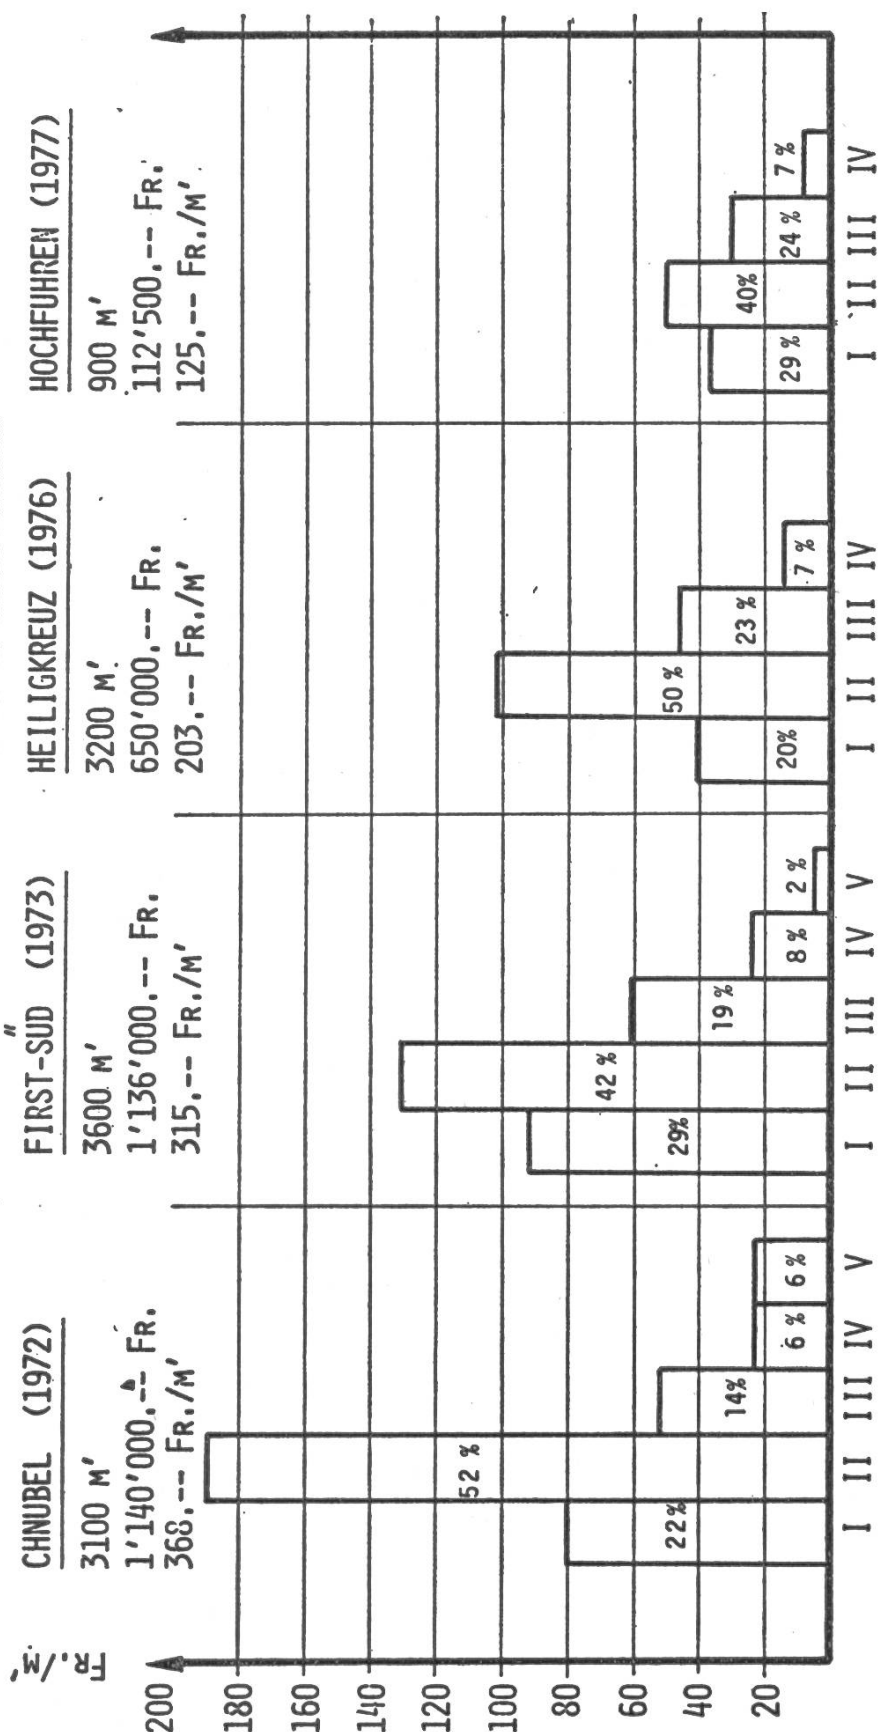 FR./M'.
200
180
160
140
120
100
80
60
40
20
CHNUBEL (1972)
3100 M'
1'140'000.-- FR.
368.-- FR./M'
22%
52 %
14%
6 %
6 %
I II III IV V
FIRST-SÜD (1973)
3600 M'
1'136'000.-- FR.
315.-- FR./M'
29%
42 %
19 %
8 %
2 %
I II III IV V
HEILIGKREUZ (1976)
3200 M'.
650'000.-- FR.
203.-- FR./M'
20%
50 %
23 %
7 %
I II III IV
HOCHFUHREN (1977)
900 M'
112'500.-- FR.
125.-- FR./M'
29 %
40%
24 %
7 %
I II III IV